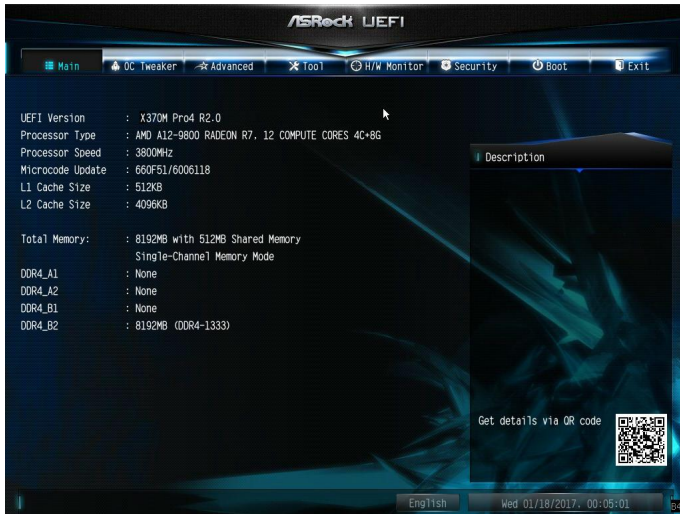 ASRock UEFI
Main OC Tweaker Advanced Tool H/W Monitor Security Boot Exit
UEFI Version : X370M Pro4 R2.0
Processor Type : AMD A12-9800 RADEON R7, 12 COMPUTE CORES 4C+8G
Processor Speed : 3800MHz
Microcode Update : 660F51/6006118
L1 Cache Size : 512KB
L2 Cache Size : 4096KB
Total Memory: : 8192MB with 512MB Shared Memory
Single-Channel Memory Mode
DDR4_A1 : None
DDR4_A2 : None
DDR4_B1 : None
DDR4_B2 : 8192MB (DDR4-1333)
Description
Get details via QR code
English Wed 01/18/2017, 00:05:01